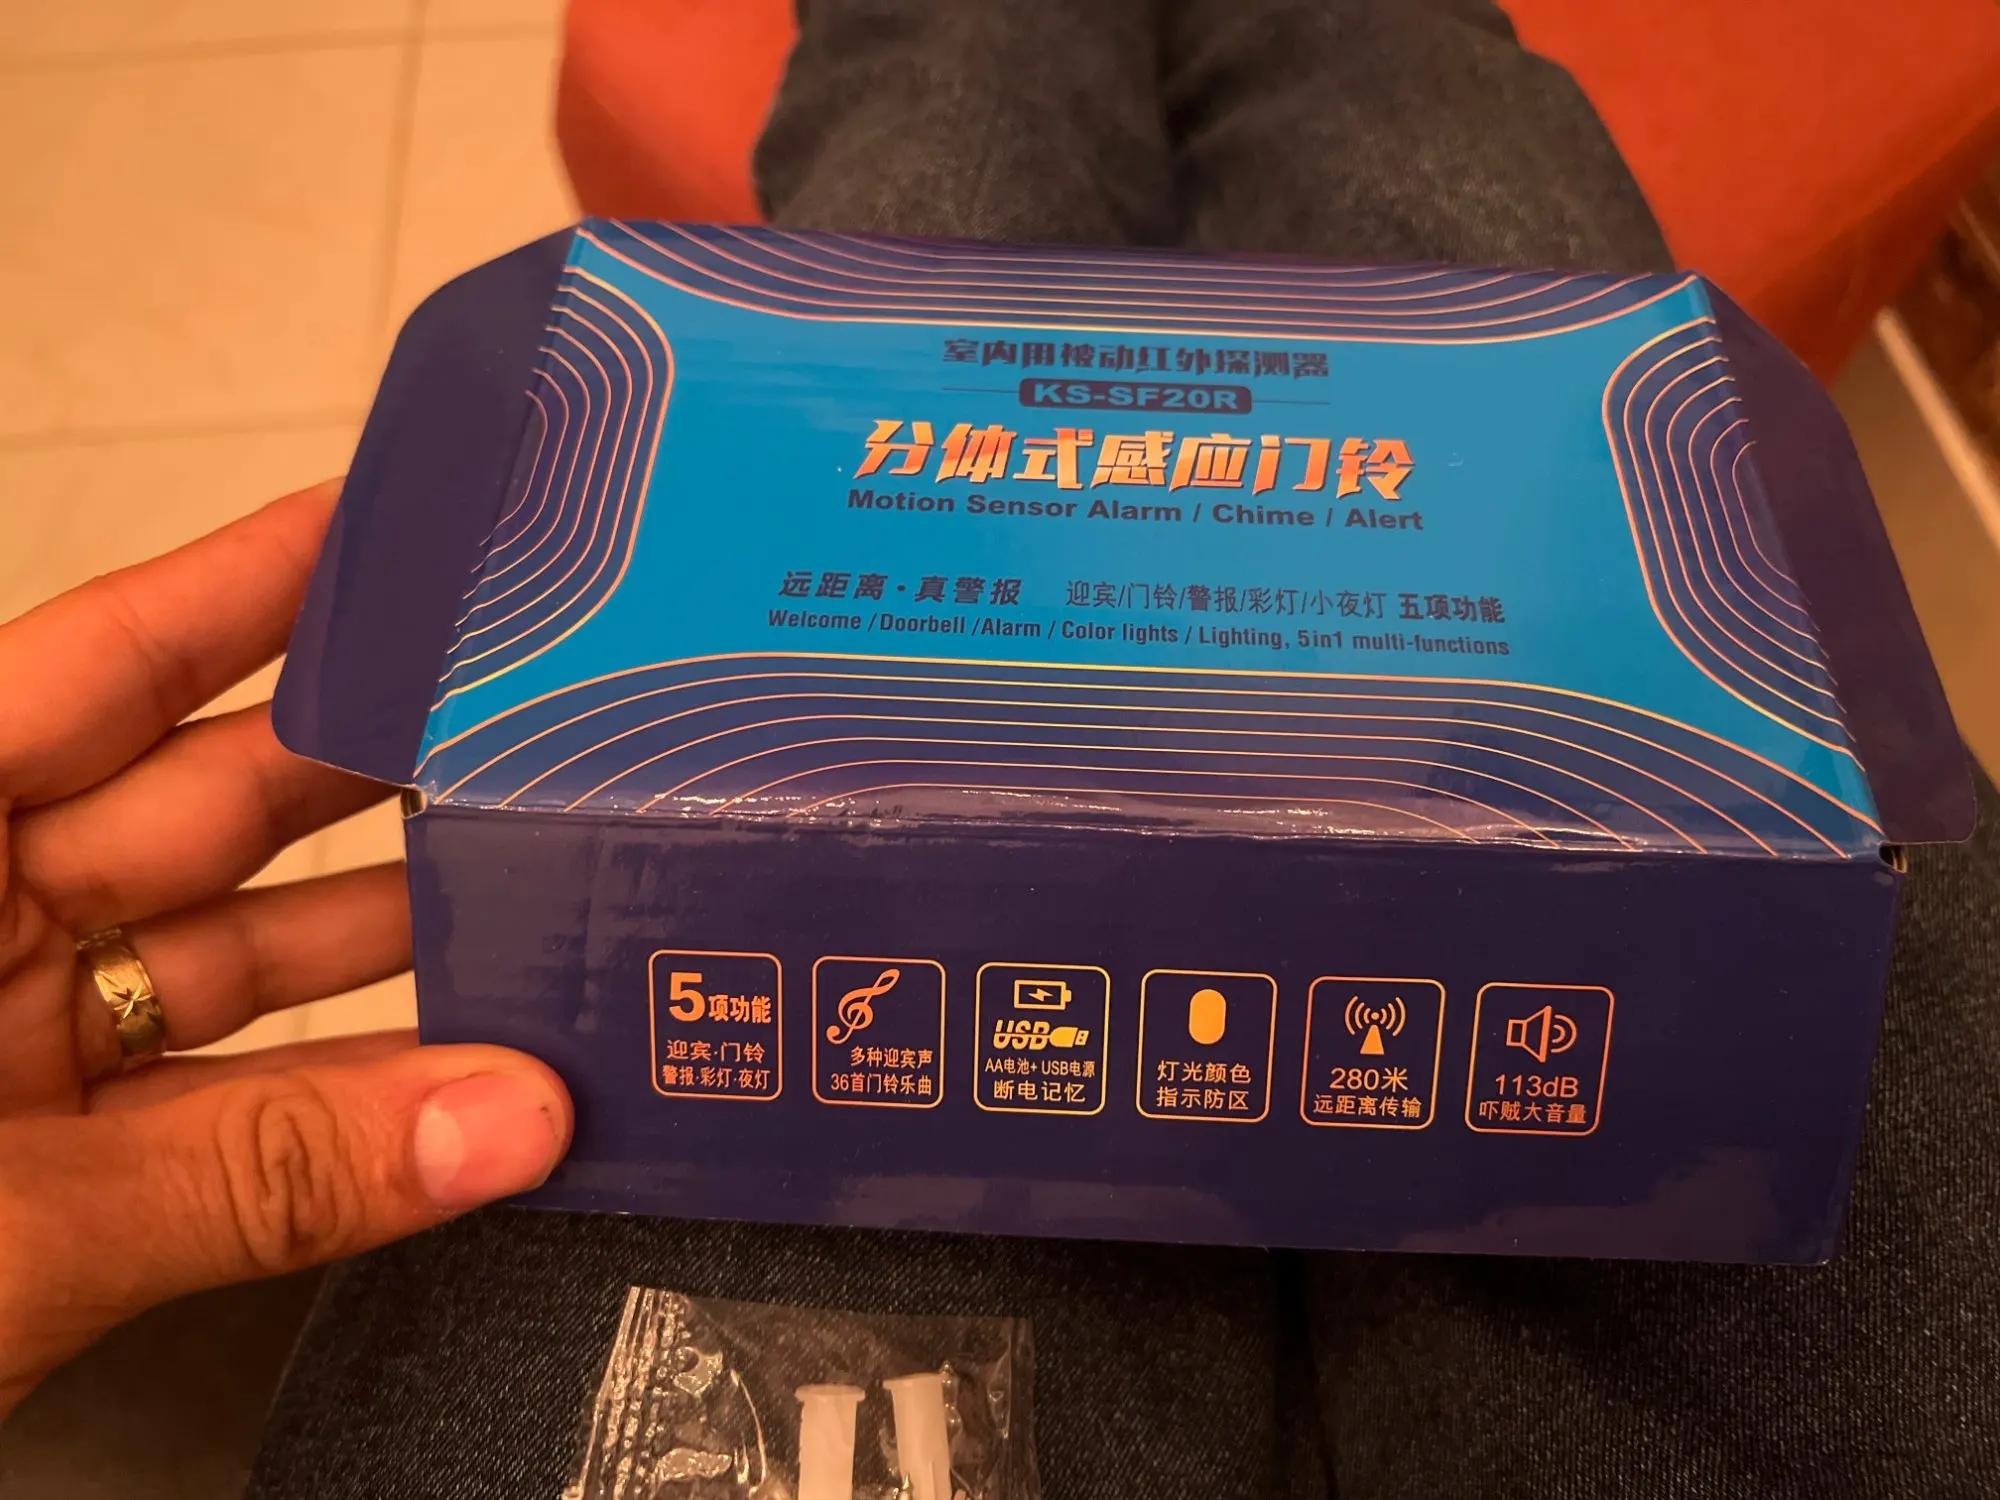 室内用被动红外探测器
KS-SF20R
分体式感应门铃
Motion Sensor Alarm / Chime / Alert
远距离·真警报 迎宾/门铃/警报/彩灯/小夜灯 五项功能
Welcome / Doorbell / Alarm / Color lights / Lighting, 5in1 multi-functions
5项功能
迎宾·门铃
警报·彩灯·夜灯
多种迎宾声
36首门铃乐曲
USB
AA电池+USB电源
断电记忆
灯光颜色
指示防区
280米
远距离传输
113dB
吓贼大音量